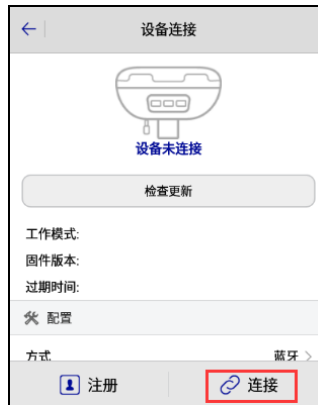 设备连接
设备未连接
检查更新
工作模式:
固件版本:
过期时间:
配置
方式 蓝牙
注册 连接